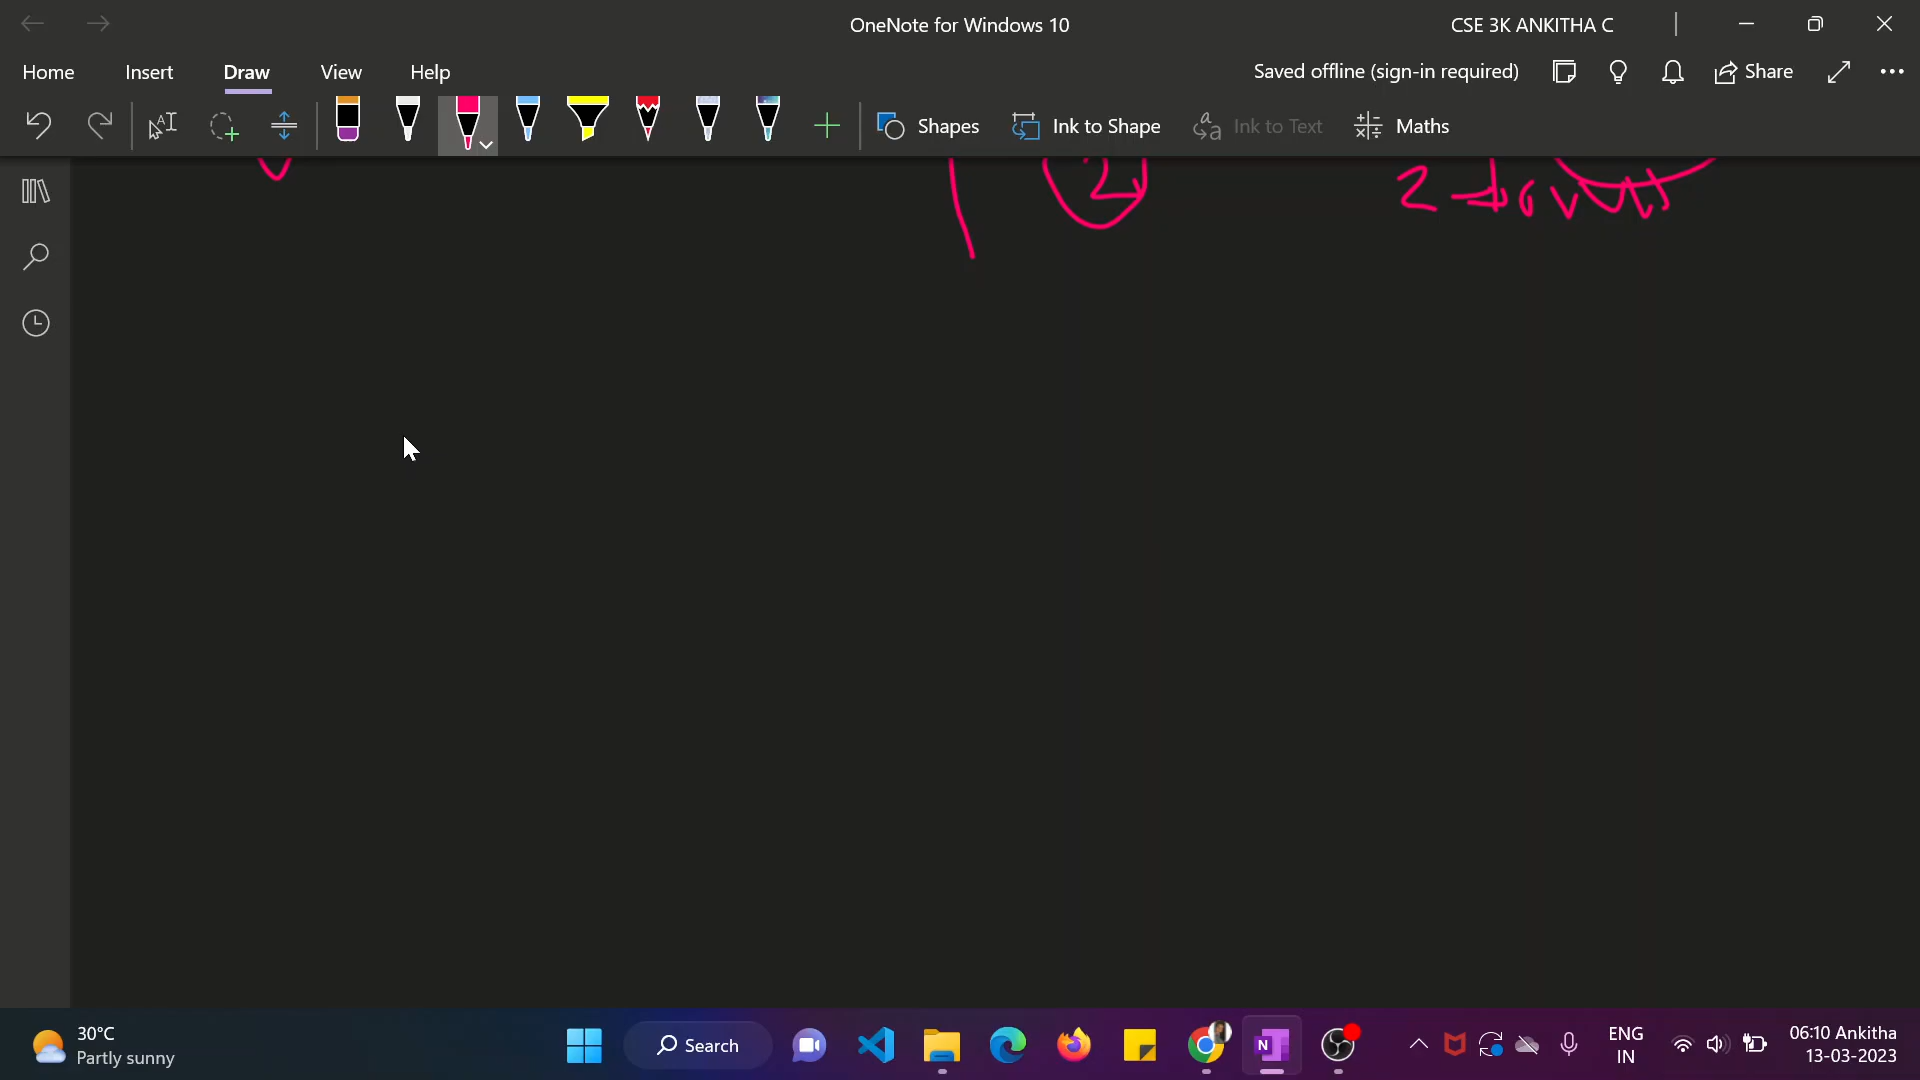 OneNote for Windows 10
CSE 3K ANKITHA C
Home Insert Draw View Help
Saved offline (sign-in required)
Share
Shapes
Ink to Shape
Ink to Text
Maths
2
2
30°C
Partly sunny
Search
ENG
IN
06:10 Ankitha
13-03-2023